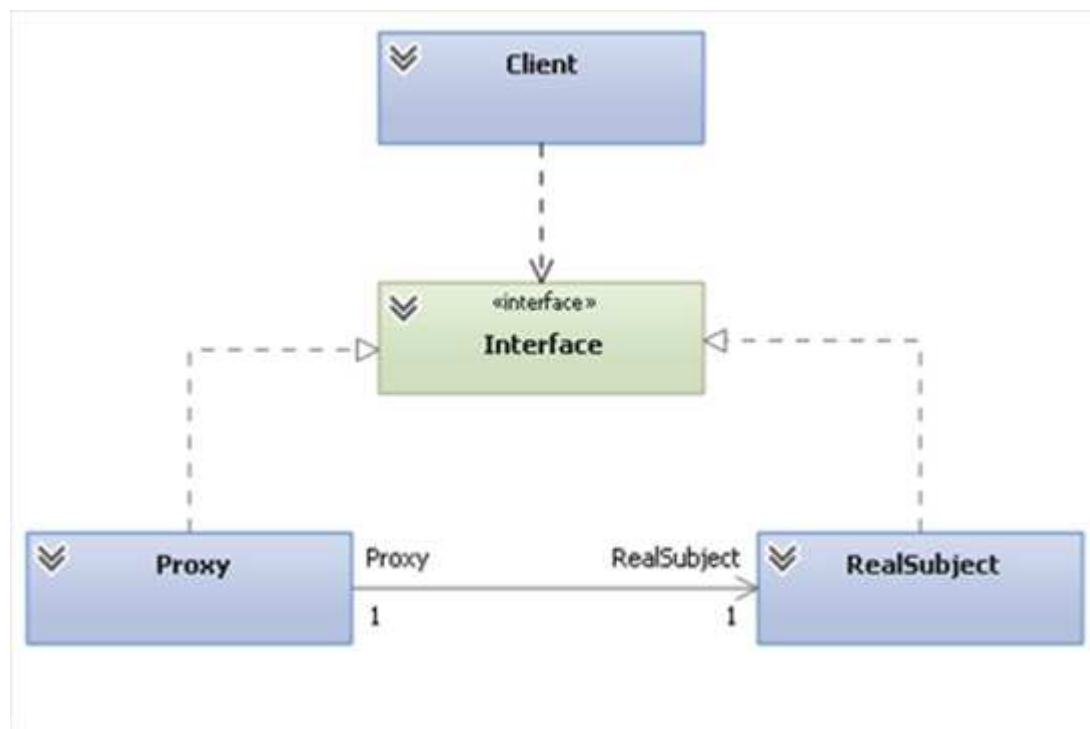 Client
«interface»
Interface
Proxy
Proxy
RealSubject
RealSubject
1
1